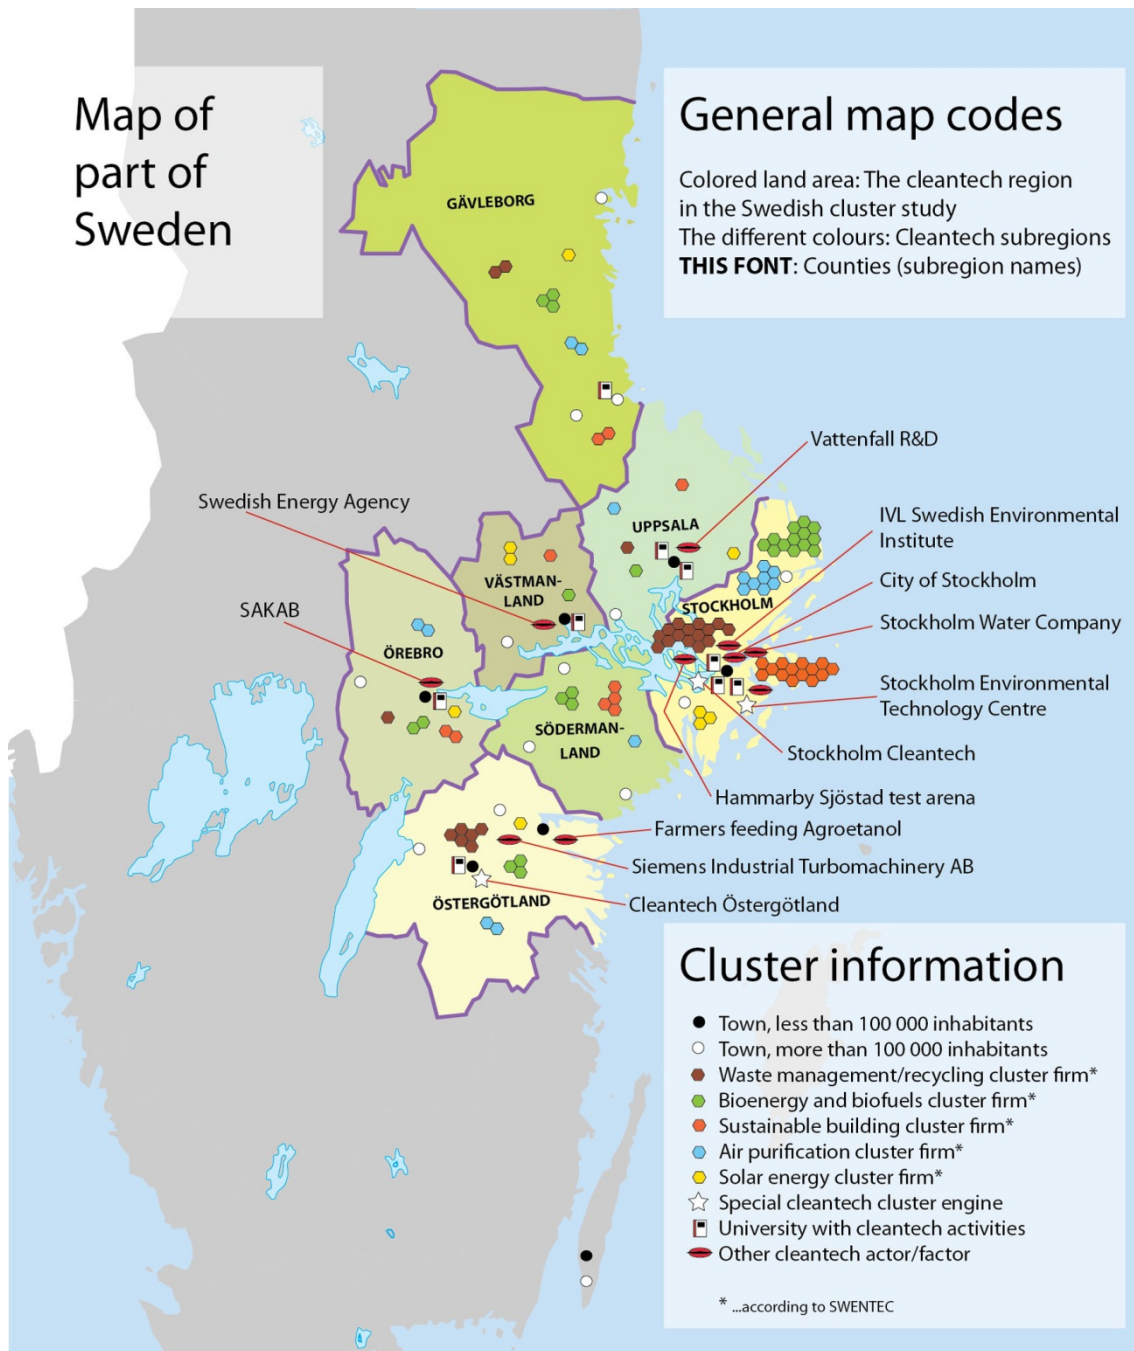 Map of
part of
Sweden
General map codes
Colored land area: The cleantech region
in the Swedish cluster study
The different colours: Cleantech subregions
THIS FONT: Counties (subregion names)
GÄVLEBORG
Vattenfall R&D
Swedish Energy Agency
UPPSALA
IVL Swedish Environmental
Institute
VÄSTMAN-
LAND
City of Stockholm
SAKAB
STOCKHOLM
Stockholm Water Company
ÖREBRO
Stockholm Environmental
Technology Centre
SÖDERMAN-
LAND
Stockholm Cleantech
Hammarby Sjöstad test arena
Farmers feeding Agroetanol
Siemens Industrial Turbomachinery AB
ÖSTERGÖTLAND
Cleantech Östergötland
Cluster information
Town, less than 100 000 inhabitants
Town, more than 100 000 inhabitants
Waste management/recycling cluster firm*
Bioenergy and biofuels cluster firm*
Sustainable building cluster firm*
Air purification cluster firm*
Solar energy cluster firm*
Special cleantech cluster engine
University with cleantech activities
Other cleantech actor/factor
* ...according to SWENTEC